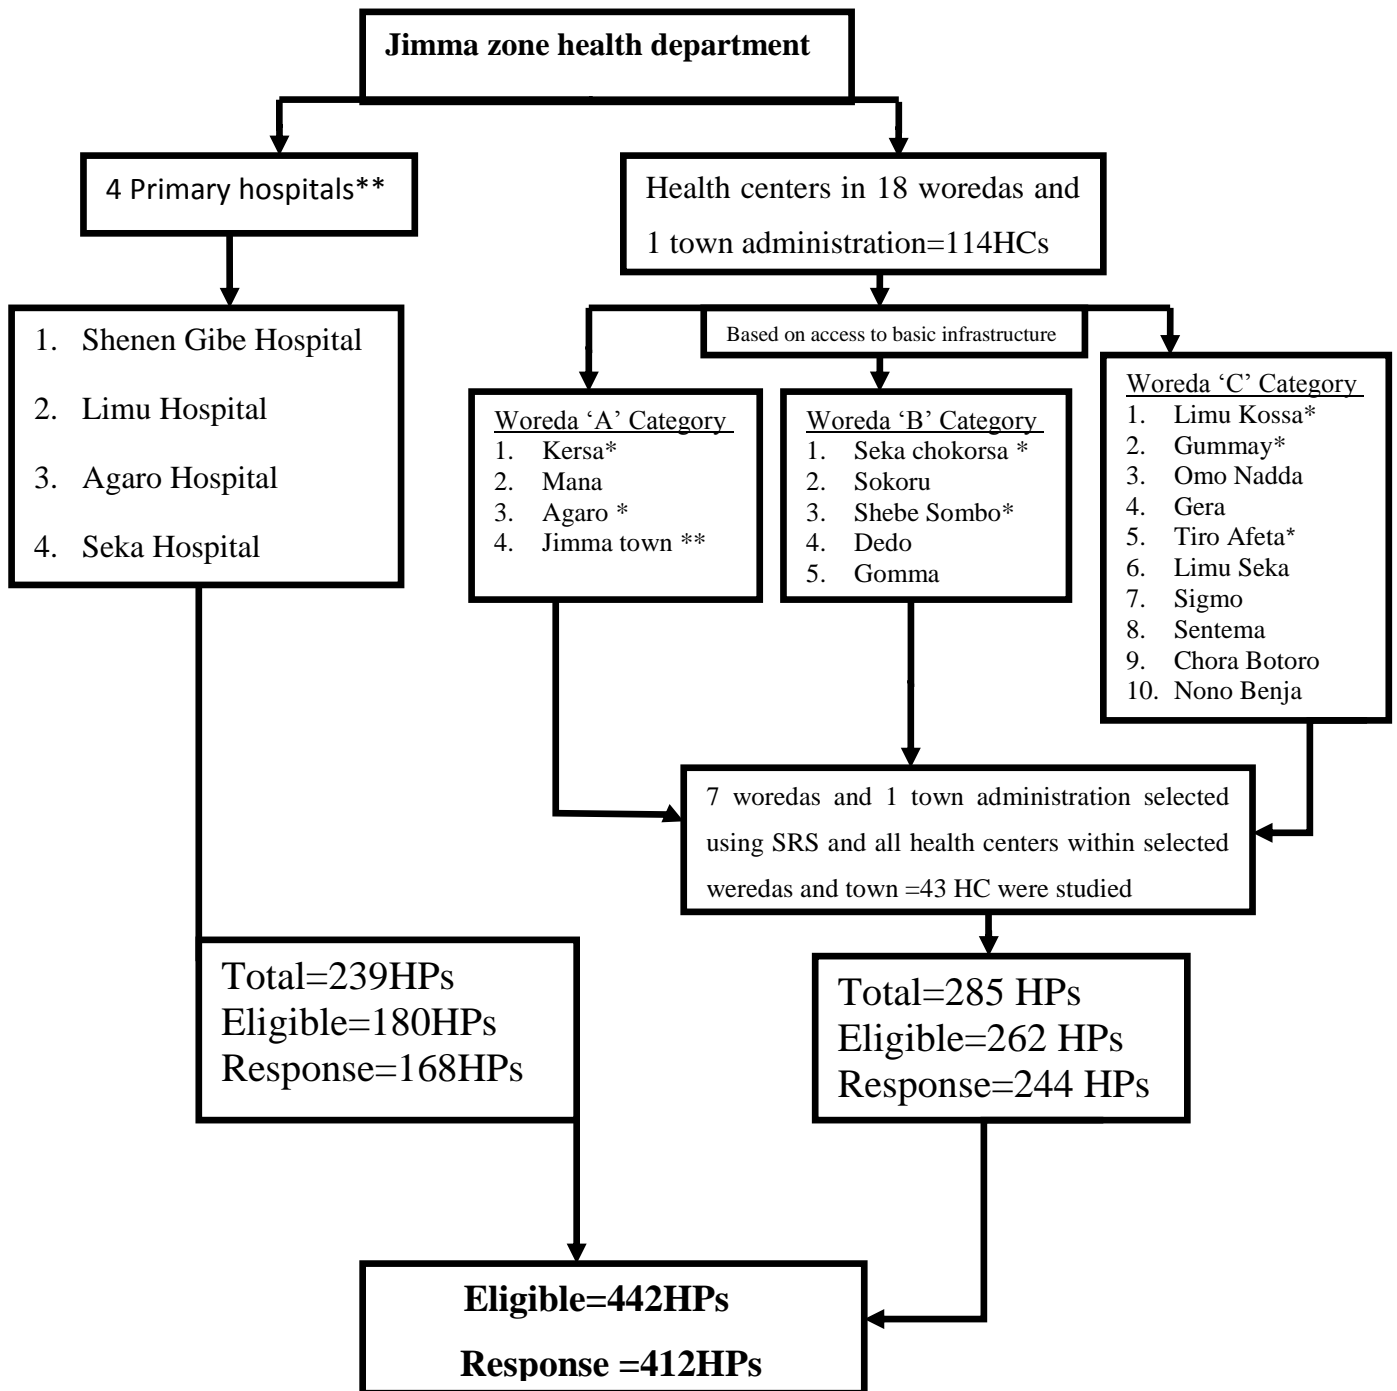 Jimma zone health department
4 Primary hospitals**
Health centers in 18 woredas and
1 town administration=114HCs
1. Shenen Gibe Hospital
2. Limu Hospital
3. Agaro Hospital
4. Seka Hospital
Based on access to basic infrastructure
Woreda ‘A’ Category
1. Kersa*
2. Mana
3. Agaro *
4. Jimma town **
Woreda ‘B’ Category
1. Seka chokorsa *
2. Sokoru
3. Shebe Sombo*
4. Dedo
5. Gomma
Woreda ‘C’ Category
1. Limu Kossa*
2. Gummay*
3. Omo Nadda
4. Gera
5. Tiro Afeta*
6. Limu Seka
7. Sigmo
8. Sentema
9. Chora Botoro
10. Nono Benja
7 woredas and 1 town administration selected
using SRS and all health centers within selected
weredas and town =43 HC were studied
Total=239HPs
Eligible=180HPs
Response=168HPs
Total=285 HPs
Eligible=262 HPs
Response=244 HPs
Eligible=442HPs
Response =412HPs